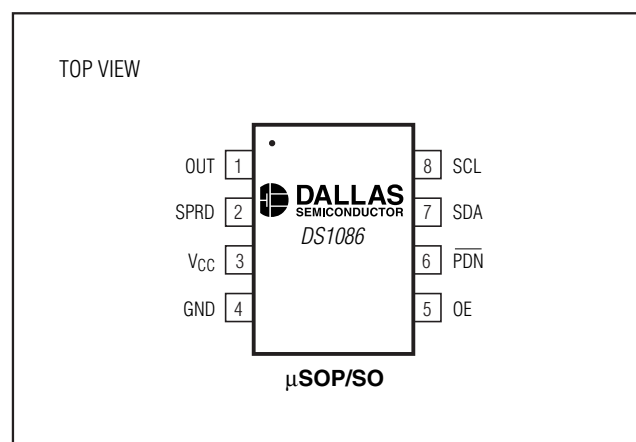 TOP VIEW
OUT 1
SPRD 2
VCC 3
GND 4
DALLAS
SEMICONDUCTOR
DS1086
8 SCL
7 SDA
6 P̅D̅N̅
5 OE
µSOP/SO